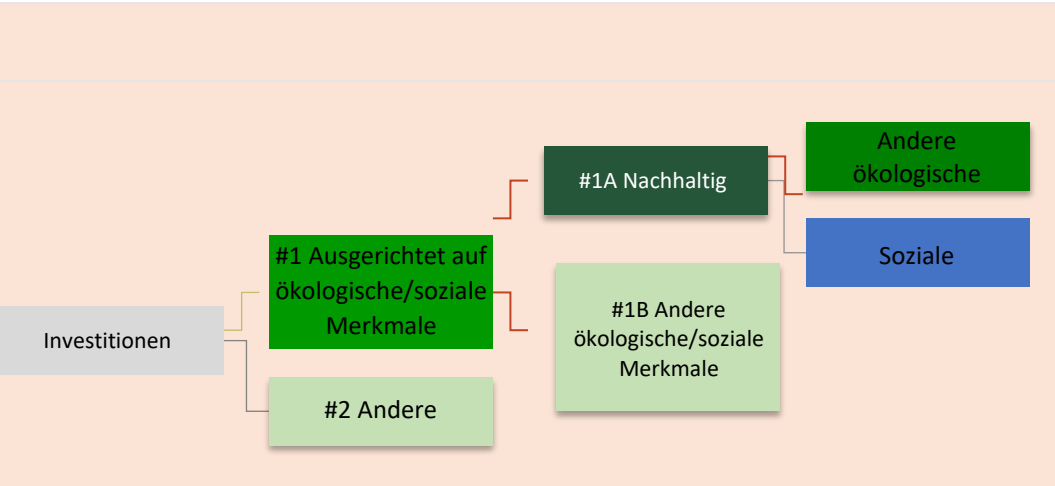 Investitionen
#1 Ausgerichtet auf
ökologische/soziale
Merkmale
#2 Andere
#1A Nachhaltig
#1B Andere
ökologische/soziale
Merkmale
Andere
ökologische
Soziale